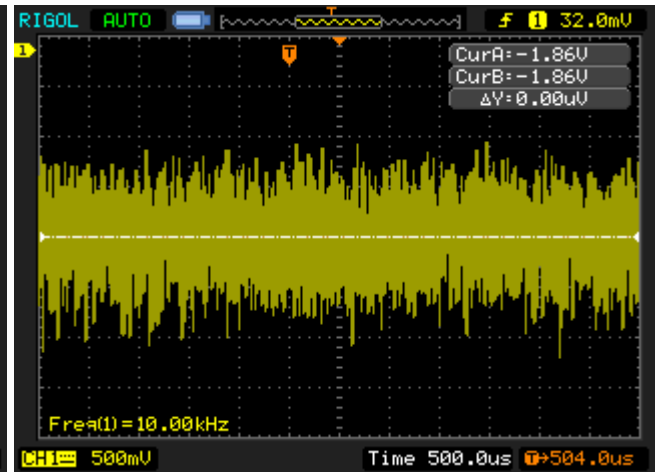 RIGOL AUTO T f 1 32.0mV
1
T
CurA=-1.86V
CurB=-1.86V
ΔY=0.00uV
Freq(1)=10.00kHz
CH1 500mV Time 500.0us T→504.0us